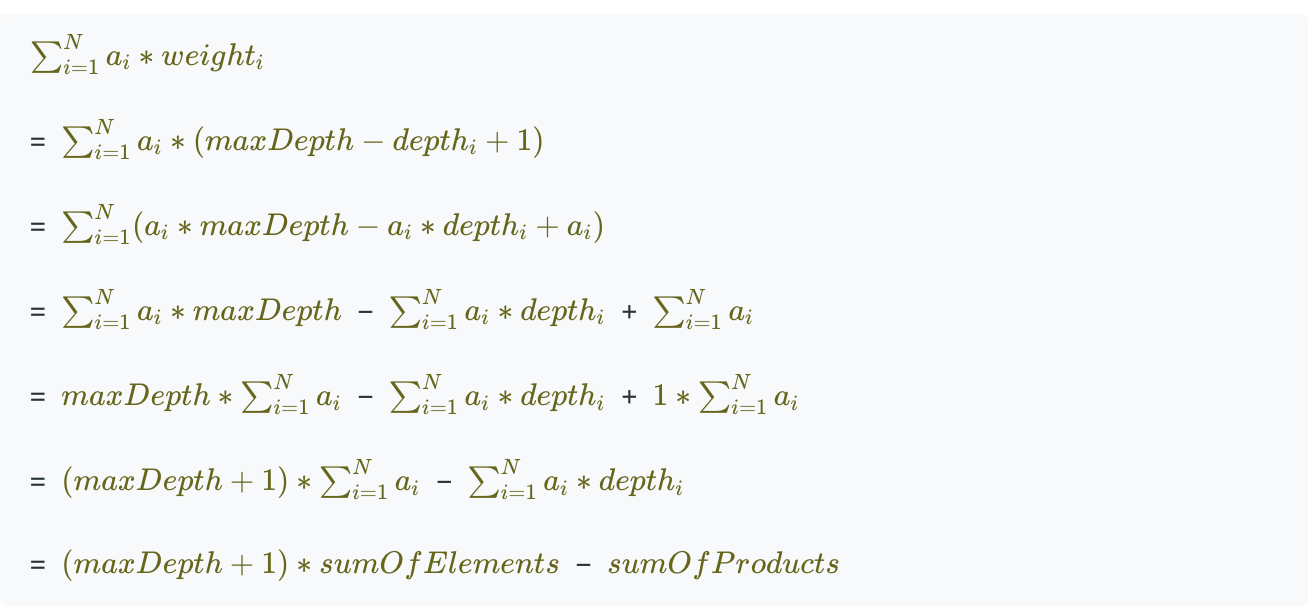 ∑_{i=1}^{N} a_i ∗ weight_i
= ∑_{i=1}^{N} a_i ∗ (maxDepth − depth_i + 1)
= ∑_{i=1}^{N} (a_i ∗ maxDepth − a_i ∗ depth_i + a_i)
= ∑_{i=1}^{N} a_i ∗ maxDepth − ∑_{i=1}^{N} a_i ∗ depth_i + ∑_{i=1}^{N} a_i
= maxDepth ∗ ∑_{i=1}^{N} a_i − ∑_{i=1}^{N} a_i ∗ depth_i + 1 ∗ ∑_{i=1}^{N} a_i
= (maxDepth + 1) ∗ ∑_{i=1}^{N} a_i − ∑_{i=1}^{N} a_i ∗ depth_i
= (maxDepth + 1) ∗ sumOfElements − sumOfProducts